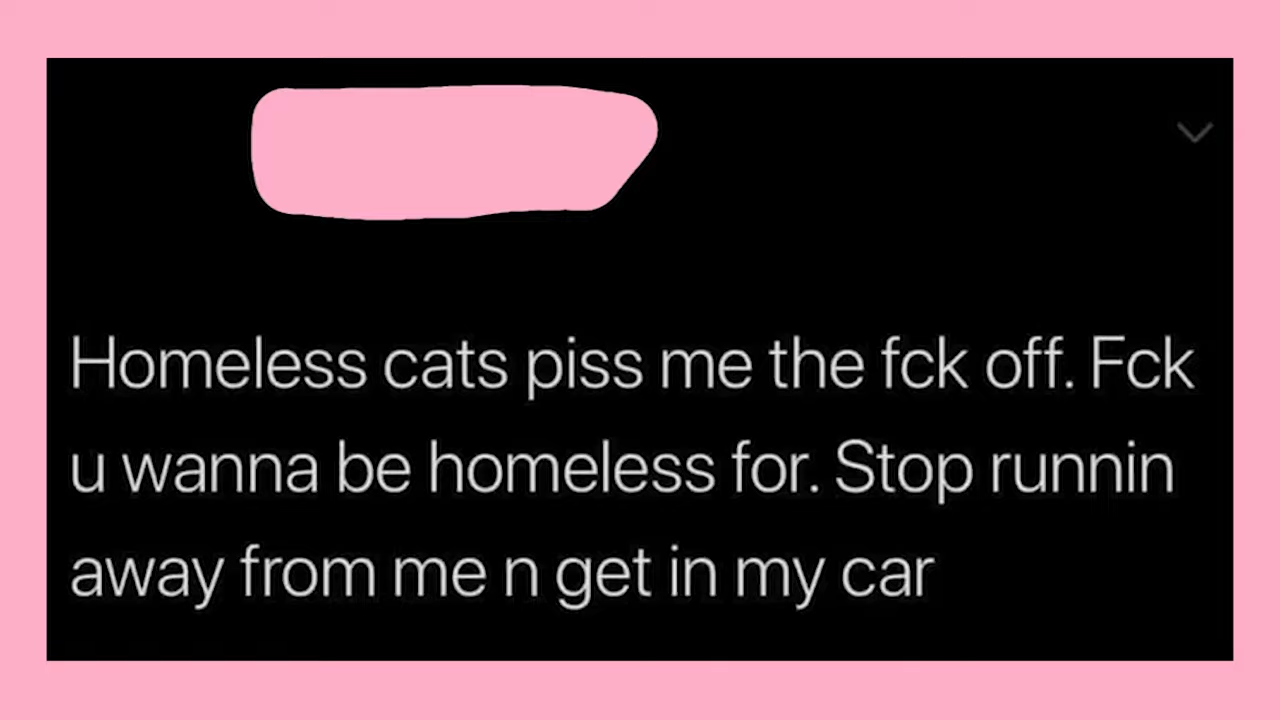 Homeless cats piss me the fck off. Fck
u wanna be homeless for. Stop runnin
away from me n get in my car